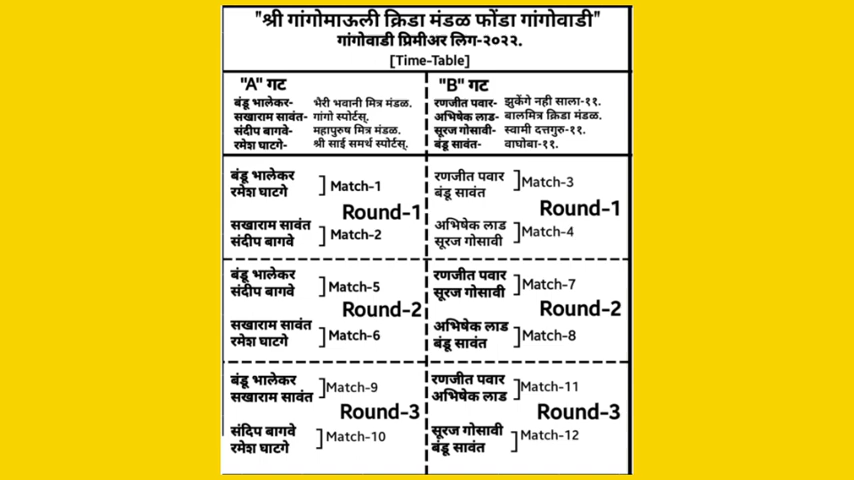 "श्री गांगोमाऊली क्रिडा मंडळ फोंडा गांगोवाडी"
गांगोवाडी प्रिमीअर लिग-२०२२.
[Time-Table]
"A" गट
बंडू भालेकर- भैरी भवानी मित्र मंडळ.
सखाराम सावंत- गांगो स्पोर्टस्.
संदीप बागवे- महापुरुष मित्र मंडळ.
रमेश घाटगे- श्री साई समर्थ स्पोर्टस्.
"B" गट
रणजीत पवार- झुकेंगे नही साला-११.
अभिषेक लाड- बालमित्र क्रिडा मंडळ.
सूरज गोसावी- स्वामी दत्तगुरु-११.
बंडू सावंत- वाघोबा-११.
बंडू भालेकर
रमेश घाटगे
] Match-1
Round-1
सखाराम सावंत
संदीप बागवे
] Match-2
रणजीत पवार
बंडू सावंत
]Match-3
Round-1
अभिषेक लाड
सूरज गोसावी
]Match-4
बंडू भालेकर
संदीप बागवे
] Match-5
Round-2
सखाराम सावंत
रमेश घाटगे
] Match-6
रणजीत पवार
सूरज गोसावी
]Match-7
Round-2
अभिषेक लाड
बंडू सावंत
]Match-8
बंडू भालेकर
सखाराम सावंत
]Match-9
Round-3
संदिप बागवे
रमेश घाटगे
] Match-10
रणजीत पवार
अभिषेक लाड
]Match-11
Round-3
सूरज गोसावी
बंडू सावंत
]Match-12